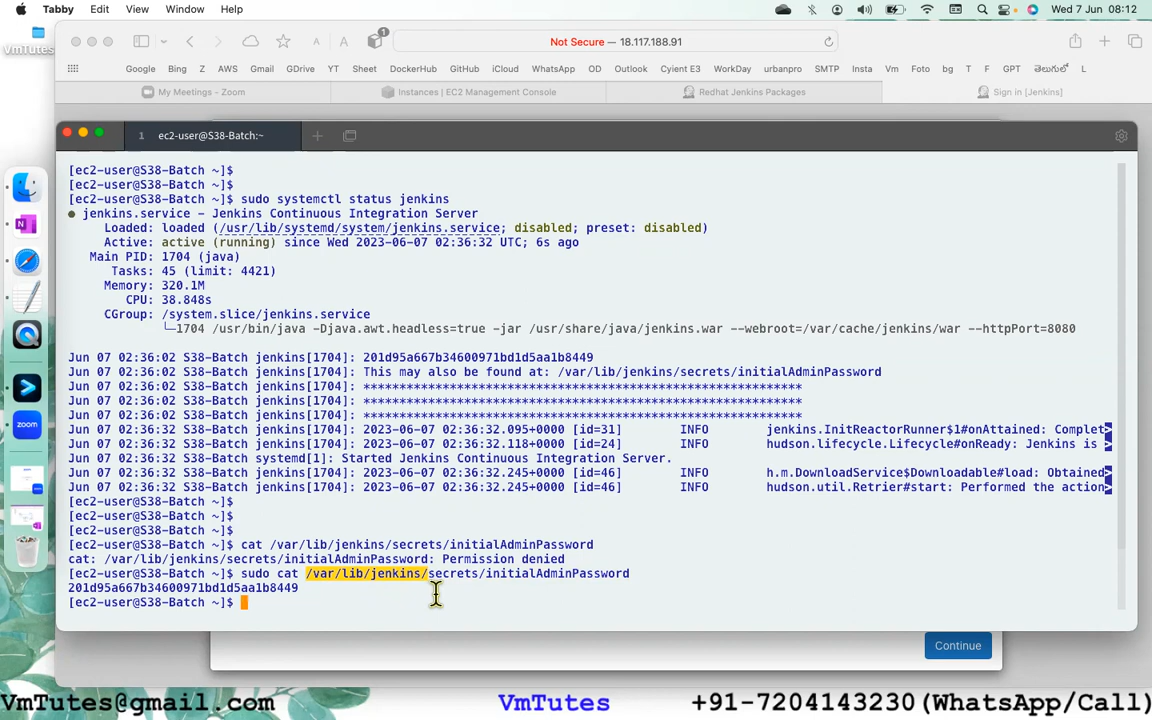 Tabby Edit View Window Help Wed 7 Jun 08:12
VmTutes
1
Not Secure — 18.117.188.91
Google Bing Z AWS Gmail GDrive YT Sheet DockerHub GitHub iCloud WhatsApp OD Outlook Cyient E3 WorkDay urbanpro SMTP Insta Vm Foto bg T F GPT తెలుగులో L
My Meetings - Zoom Instances | EC2 Management Console Redhat Jenkins Packages Sign in [Jenkins]
1 ec2-user@S38-Batch:~
[ec2-user@S38-Batch ~]$
[ec2-user@S38-Batch ~]$
[ec2-user@S38-Batch ~]$ sudo systemctl status jenkins
● jenkins.service – Jenkins Continuous Integration Server
Loaded: loaded (/usr/lib/systemd/system/jenkins.service; disabled; preset: disabled)
Active: active (running) since Wed 2023-06-07 02:36:32 UTC; 6s ago
Main PID: 1704 (java)
Tasks: 45 (limit: 4421)
Memory: 320.1M
CPU: 38.848s
CGroup: /system.slice/jenkins.service
└─1704 /usr/bin/java -Djava.awt.headless=true -jar /usr/share/java/jenkins.war --webroot=/var/cache/jenkins/war --httpPort=8080
Jun 07 02:36:02 S38-Batch jenkins[1704]: 201d95a667b34600971bd1d5aa1b8449
Jun 07 02:36:02 S38-Batch jenkins[1704]: This may also be found at: /var/lib/jenkins/secrets/initialAdminPassword
Jun 07 02:36:02 S38-Batch jenkins[1704]: *************************************************************
Jun 07 02:36:02 S38-Batch jenkins[1704]: *************************************************************
Jun 07 02:36:02 S38-Batch jenkins[1704]: *************************************************************
Jun 07 02:36:32 S38-Batch jenkins[1704]: 2023-06-07 02:36:32.095+0000 [id=31] INFO jenkins.InitReactorRunner$1#onAttained: Complet>
Jun 07 02:36:32 S38-Batch jenkins[1704]: 2023-06-07 02:36:32.118+0000 [id=24] INFO hudson.lifecycle.Lifecycle#onReady: Jenkins is >
Jun 07 02:36:32 S38-Batch systemd[1]: Started Jenkins Continuous Integration Server.
Jun 07 02:36:32 S38-Batch jenkins[1704]: 2023-06-07 02:36:32.245+0000 [id=46] INFO h.m.DownloadService$Downloadable#load: Obtained>
Jun 07 02:36:32 S38-Batch jenkins[1704]: 2023-06-07 02:36:32.245+0000 [id=46] INFO hudson.util.Retrier#start: Performed the action>
[ec2-user@S38-Batch ~]$
[ec2-user@S38-Batch ~]$
[ec2-user@S38-Batch ~]$
[ec2-user@S38-Batch ~]$ cat /var/lib/jenkins/secrets/initialAdminPassword
cat: /var/lib/jenkins/secrets/initialAdminPassword: Permission denied
[ec2-user@S38-Batch ~]$ sudo cat /var/lib/jenkins/secrets/initialAdminPassword
201d95a667b34600971bd1d5aa1b8449
[ec2-user@S38-Batch ~]$
zoom
Continue
VmTutes@gmail.com VmTutes +91-7204143230(WhatsApp/Call)